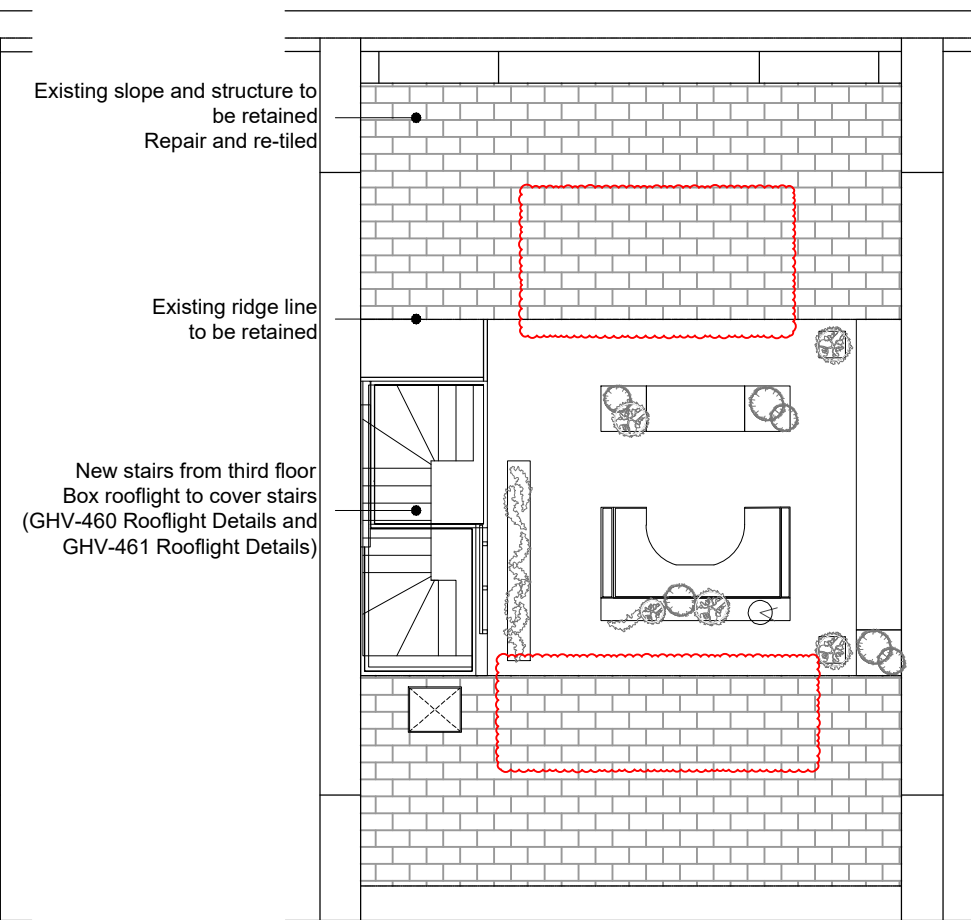 Existing slope and structure to
be retained
Repair and re-tiled
Existing ridge line
to be retained
New stairs from third floor
Box rooflight to cover stairs
(GHV-460 Rooflight Details and
GHV-461 Rooflight Details)